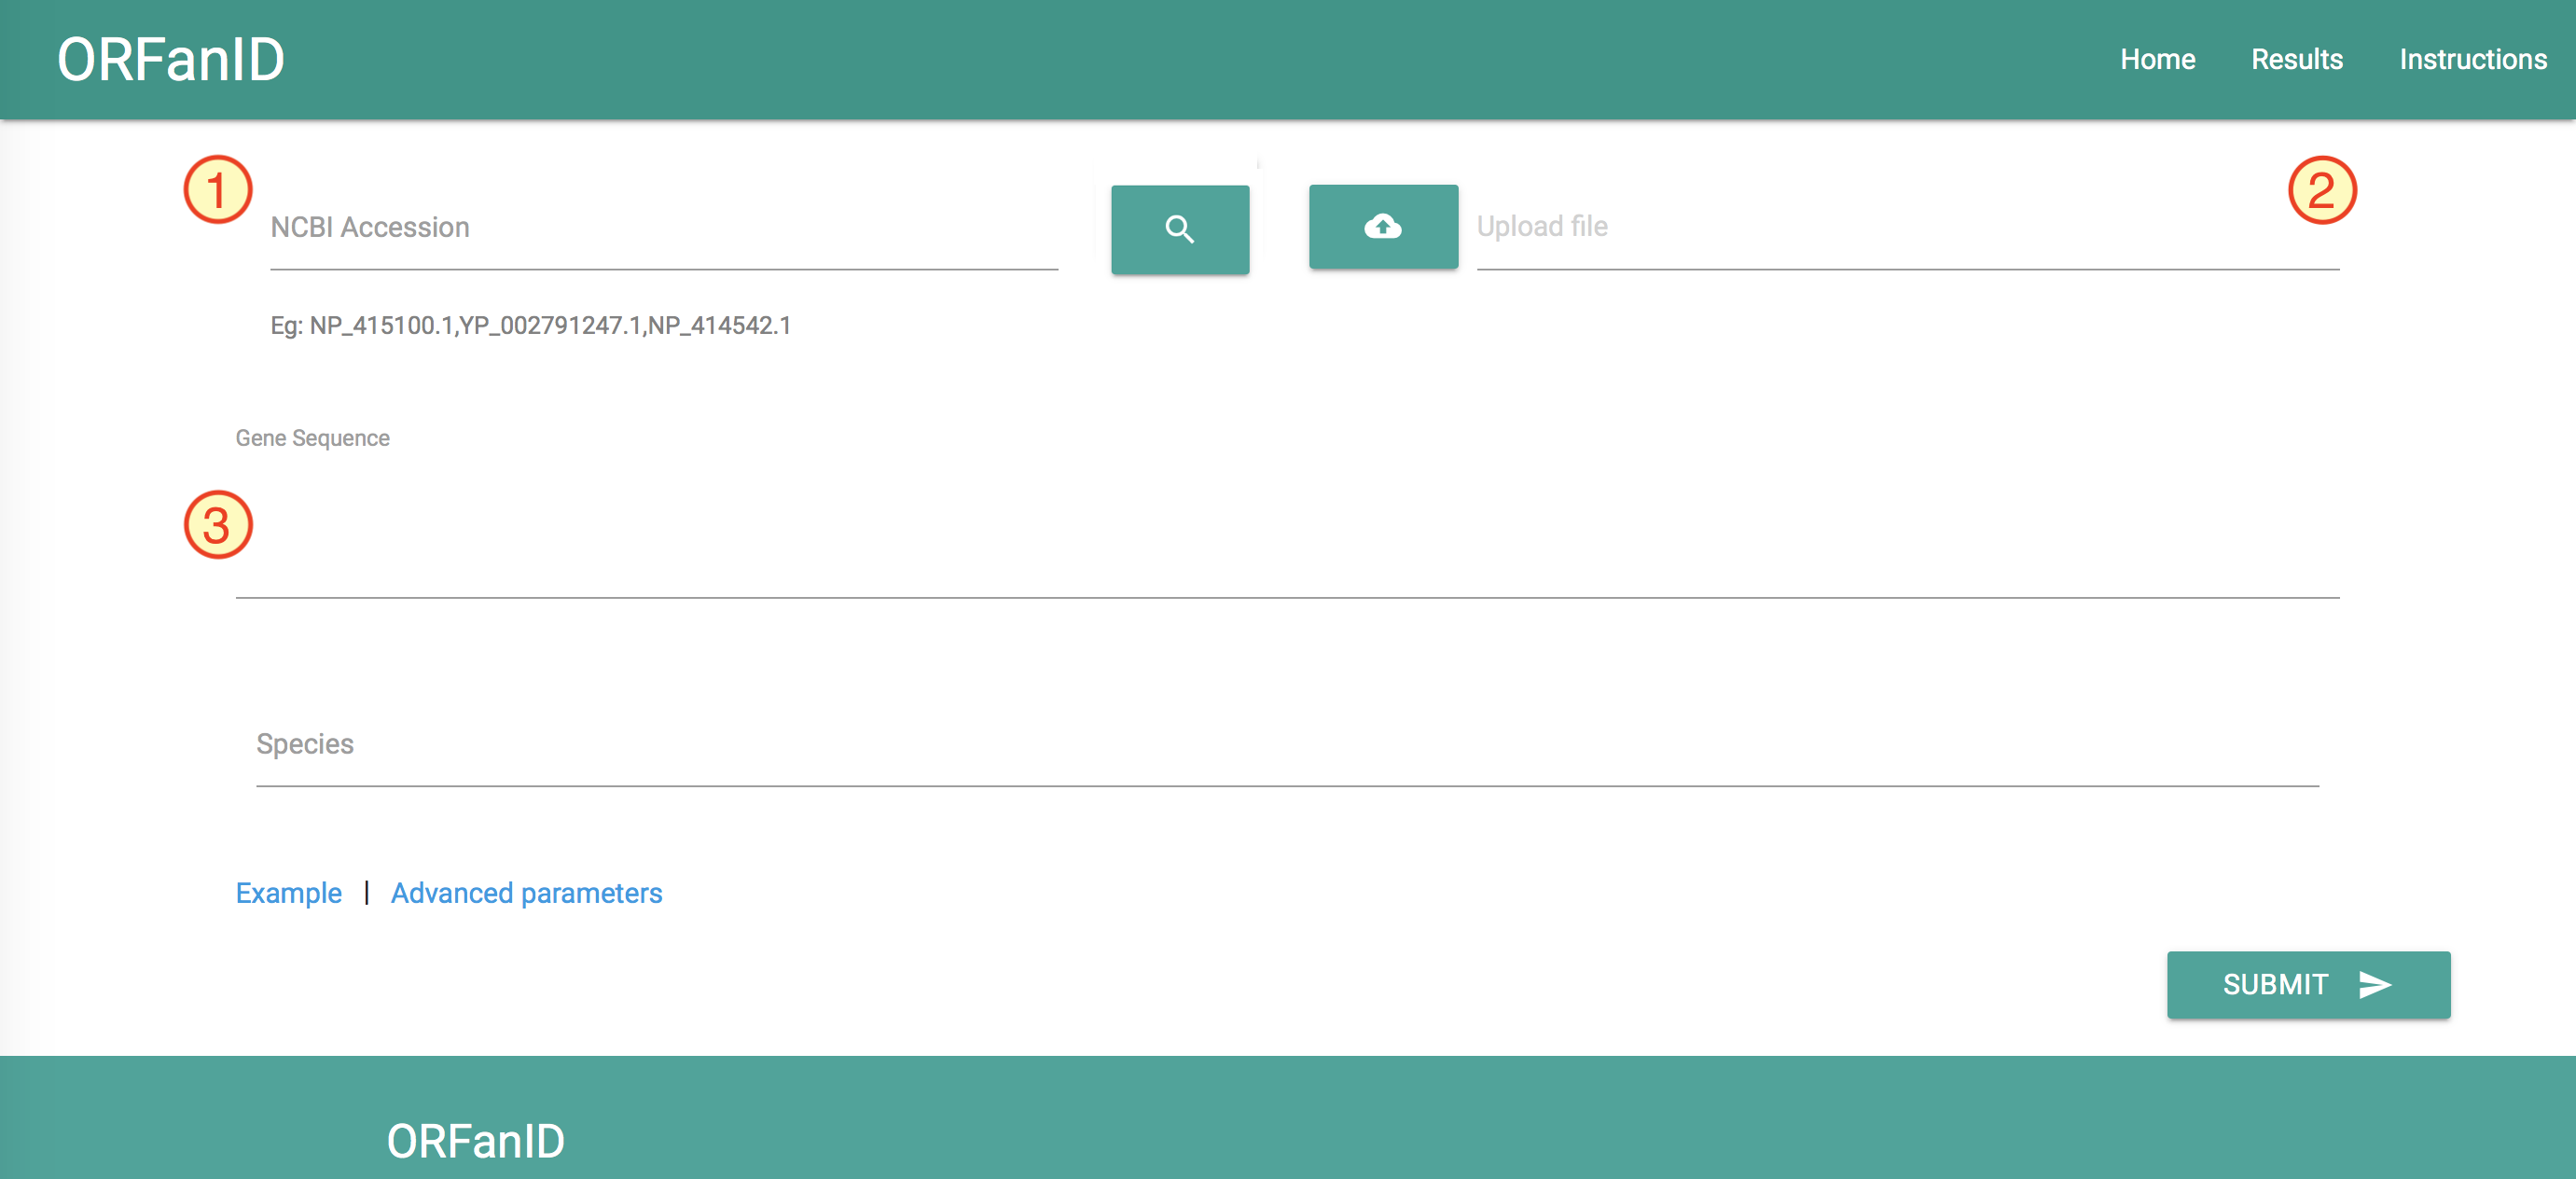 ORFanID
Home Results Instructions
1
NCBI Accession
Upload file
2
Eg: NP_415100.1,YP_002791247.1,NP_414542.1
Gene Sequence
3
Species
Example | Advanced parameters
SUBMIT
ORFanID